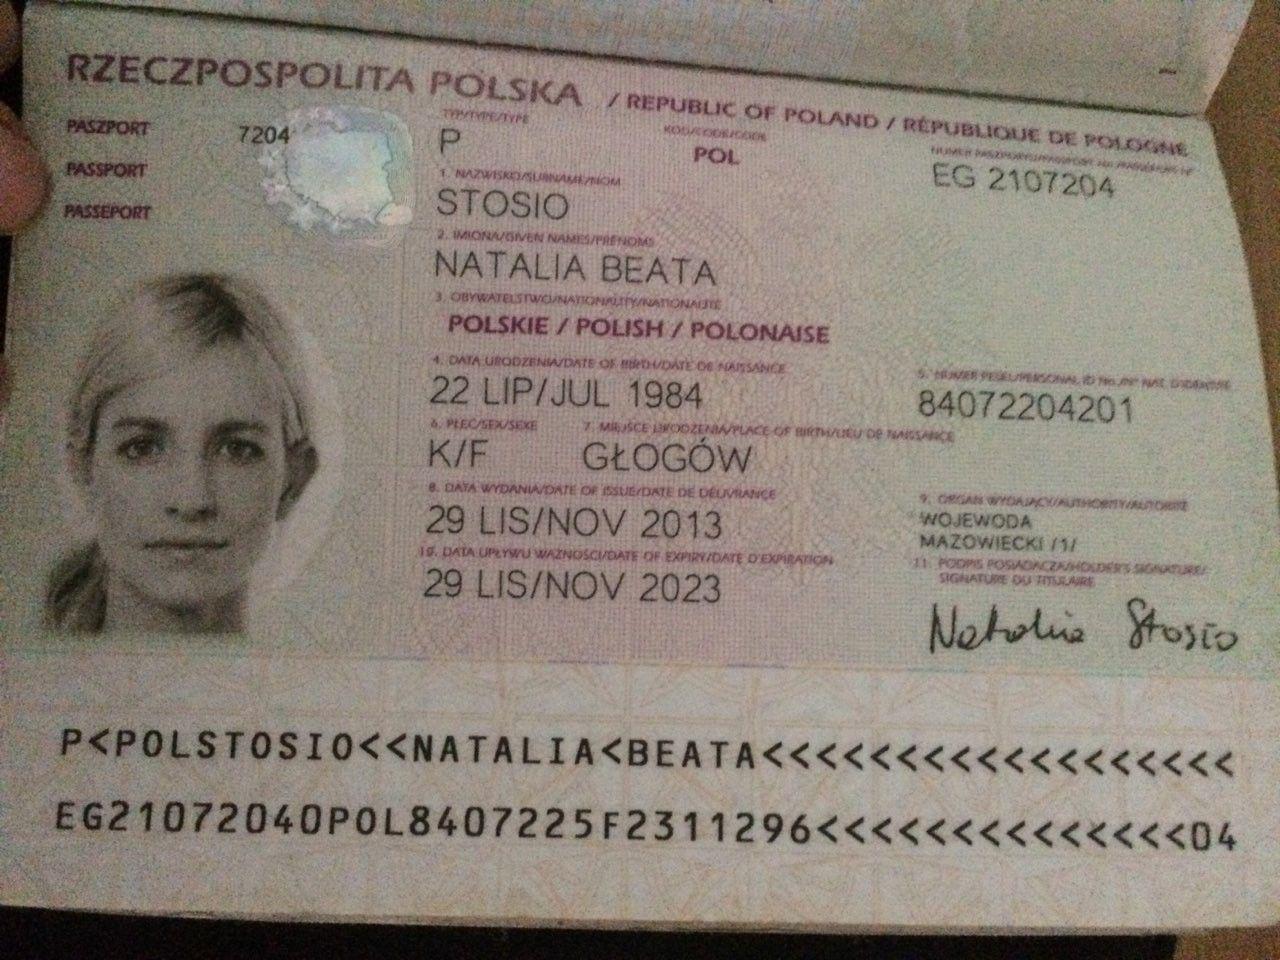 RZECZPOSPOLITA POLSKA / REPUBLIC OF POLAND / RÉPUBLIQUE DE POLOGNE
PASZPORT
PASSPORT
PASSEPORT
7204
TYP/TYPE/TYPE
P
KOD/CODE/CODE
POL
NUMER PASZPORTU/PASSPORT
EG 2107204
1. NAZWISKO/SURNAME/NOM
STOSIO
2. IMIONA/GIVEN NAMES/PRÉNOMS
NATALIA BEATA
3. OBYWATELSTWO/NATIONALITY/NATIONALITÉ
POLSKIE / POLISH / POLONAISE
4. DATA URODZENIA/DATE OF BIRTH/DATE DE NAISSANCE
22 LIP/JUL 1984
5. NUMER PESEL/PERSONAL ID No./Nº NAT. D'IDENTITÉ
84072204201
6. PŁEĆ/SEX/SEXE
K/F
7. MIEJSCE URODZENIA/PLACE OF BIRTH/LIEU DE NAISSANCE
GŁOGÓW
8. DATA WYDANIA/DATE OF ISSUE/DATE DE DÉLIVRANCE
29 LIS/NOV 2013
9. ORGAN WYDAJĄCY/AUTHORITY/AUTORITÉ
WOJEWODA
MAZOWIECKI /1/
10. DATA UPŁYWU WAŻNOŚCI/DATE OF EXPIRY/DATE D'EXPIRATION
29 LIS/NOV 2023
11. PODPIS POSIADACZA/HOLDER'S SIGNATURE/
SIGNATURE DU TITULAIRE
Natalia Stosio
P<POLSTOSIO<<NATALIA<BEATA<<<<<<<<<<<<<<<<<<
EG21072040POL8407225F2311296<<<<<<<<<<<<<<04